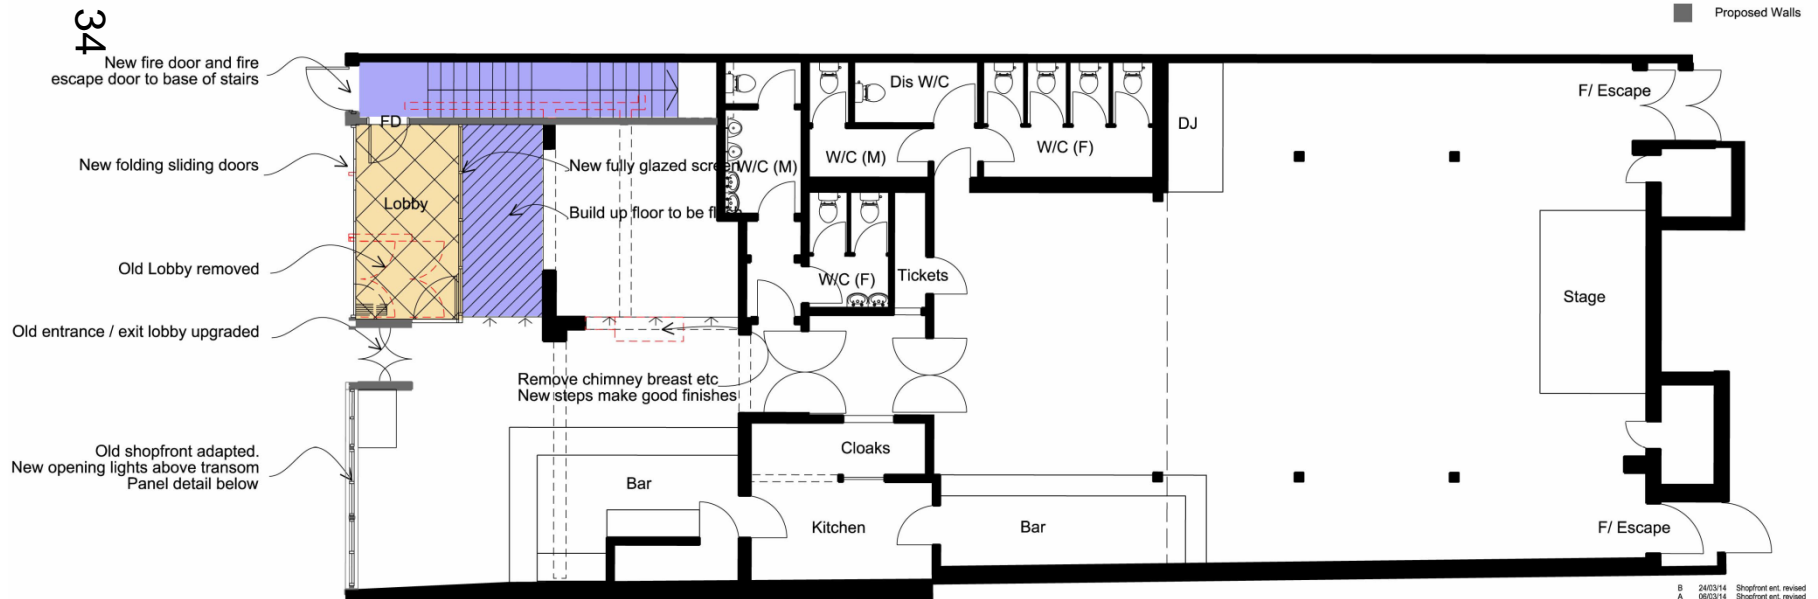 34
Proposed Walls
New fire door and fire
escape door to base of stairs
FD
Dis W/C
F/ Escape
DJ
New folding sliding doors
New fully glazed screen
W/C (M)
W/C (M)
W/C (F)
Lobby
Build up floor to be flush
Old Lobby removed
W/C (F)
Tickets
Stage
Old entrance / exit lobby upgraded
Remove chimney breast etc
New steps make good finishes
Old shopfront adapted.
New opening lights above transom
Panel detail below
Cloaks
Bar
Kitchen
Bar
F/ Escape
B 24/03/14 Shopfront ent. revised
A 06/03/14 Shopfront ent. revised